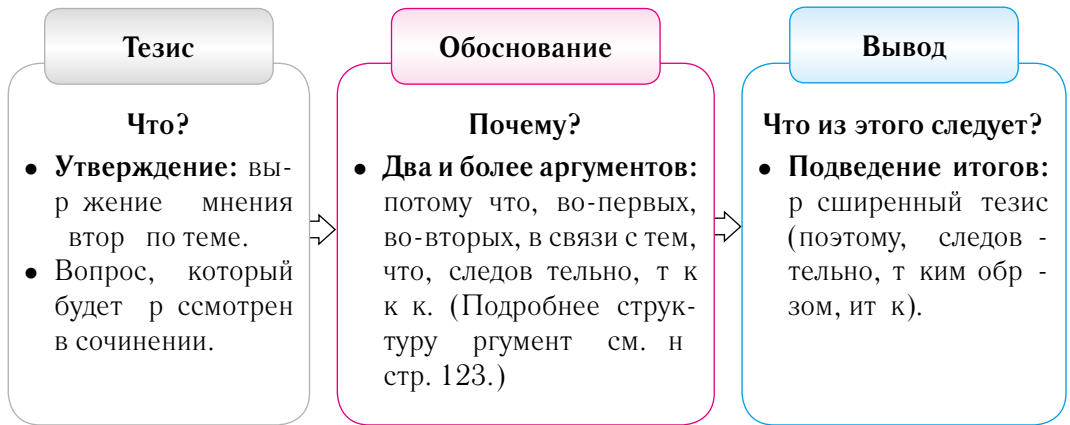 Тезис
Что?
• Утверждение: вы-
р жение мнения
втор по теме.
• Вопрос, который
будет р ссмотрен
в сочинении.
Обоснование
Почему?
• Два и более аргументов:
потому что, во-первых,
во-вторых, в связи с тем,
что, следов тельно, т к
к к. (Подробнее струк-
туру ргумент см. н
стр. 123.)
Вывод
Что из этого следует?
• Подведение итогов:
р сширенный тезис
(поэтому, следов -
тельно, т ким обр -
зом, ит к).